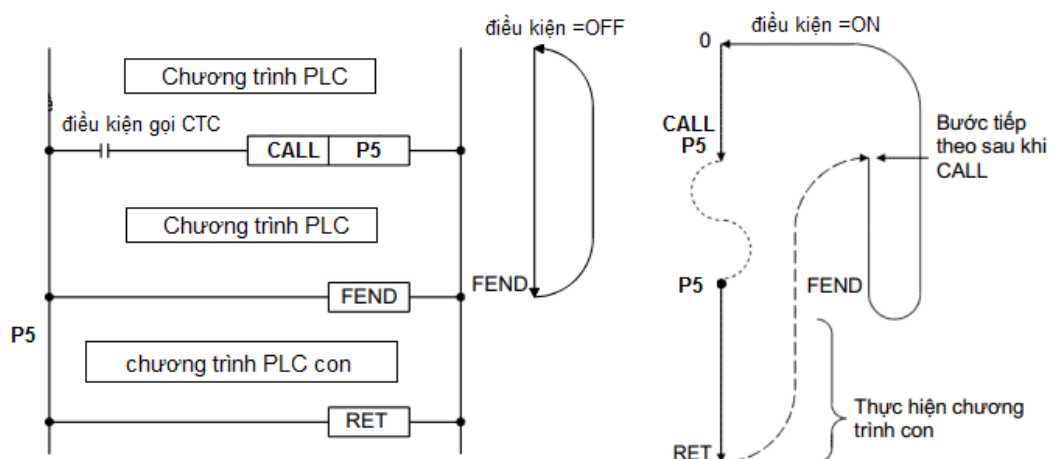 Chương trình PLC
điều kiện gọi CTC
CALL P5
Chương trình PLC
FEND
P5
chương trình PLC con
RET
điều kiện =OFF
FEND
điều kiện =ON
0
CALL
P5
Bước tiếp
theo sau khi
CALL
P5
FEND
Thực hiện chương
trình con
RET